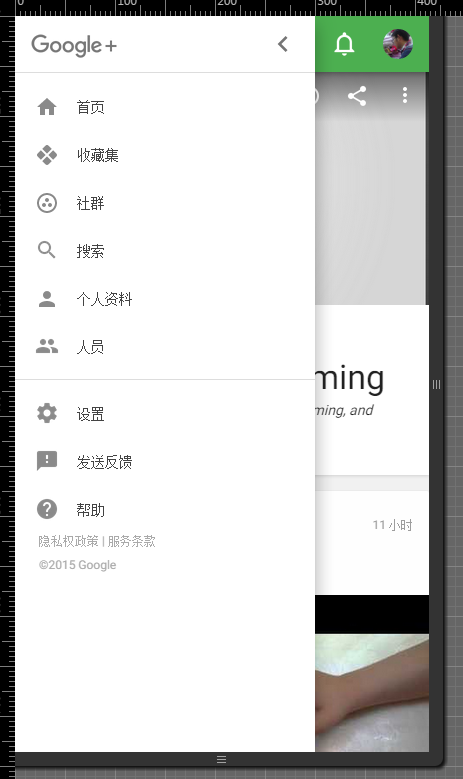 0 100 200 300 400
Google+
首页
收藏集
社群
搜索
个人资料
人员
ming
ming, and
设置
发送反馈
11 小时
帮助
隐私权政策 | 服务条款
©2015 Google